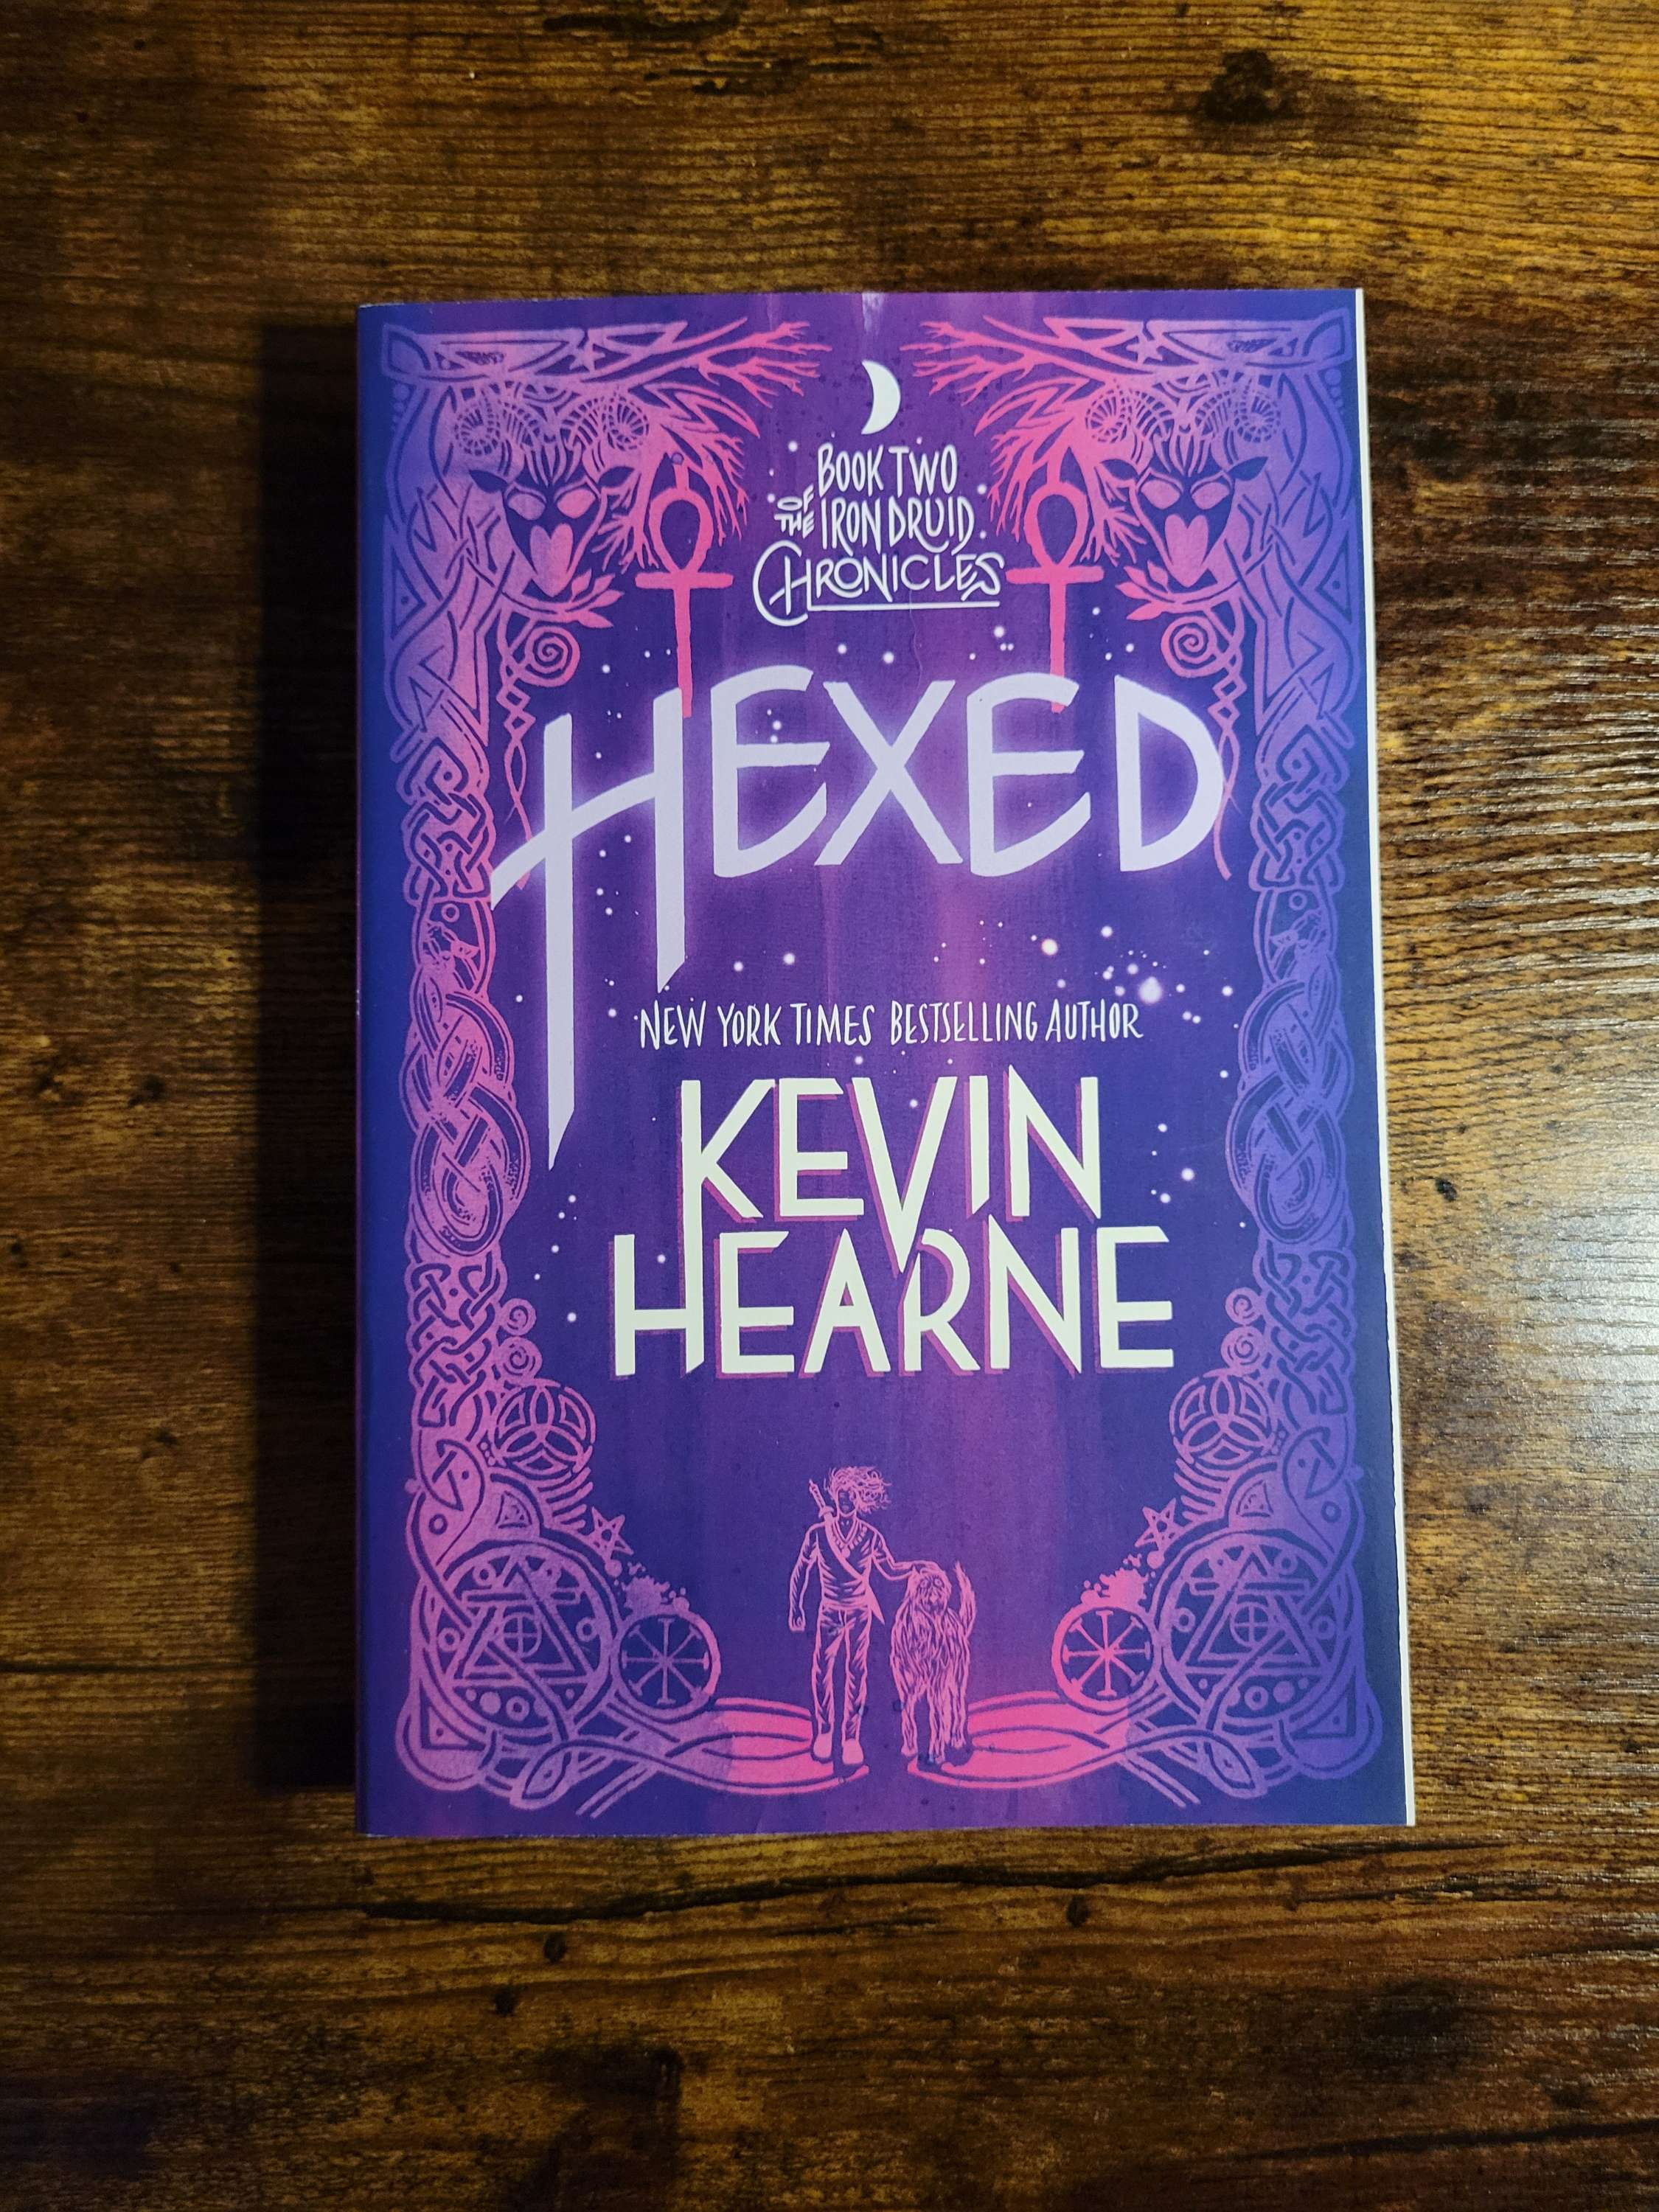 BOOK TWO
OF THE IRON DRUID
CHRONICLES
HEXED
NEW YORK TIMES BESTSELLING AUTHOR
KEVIN
HEARNE